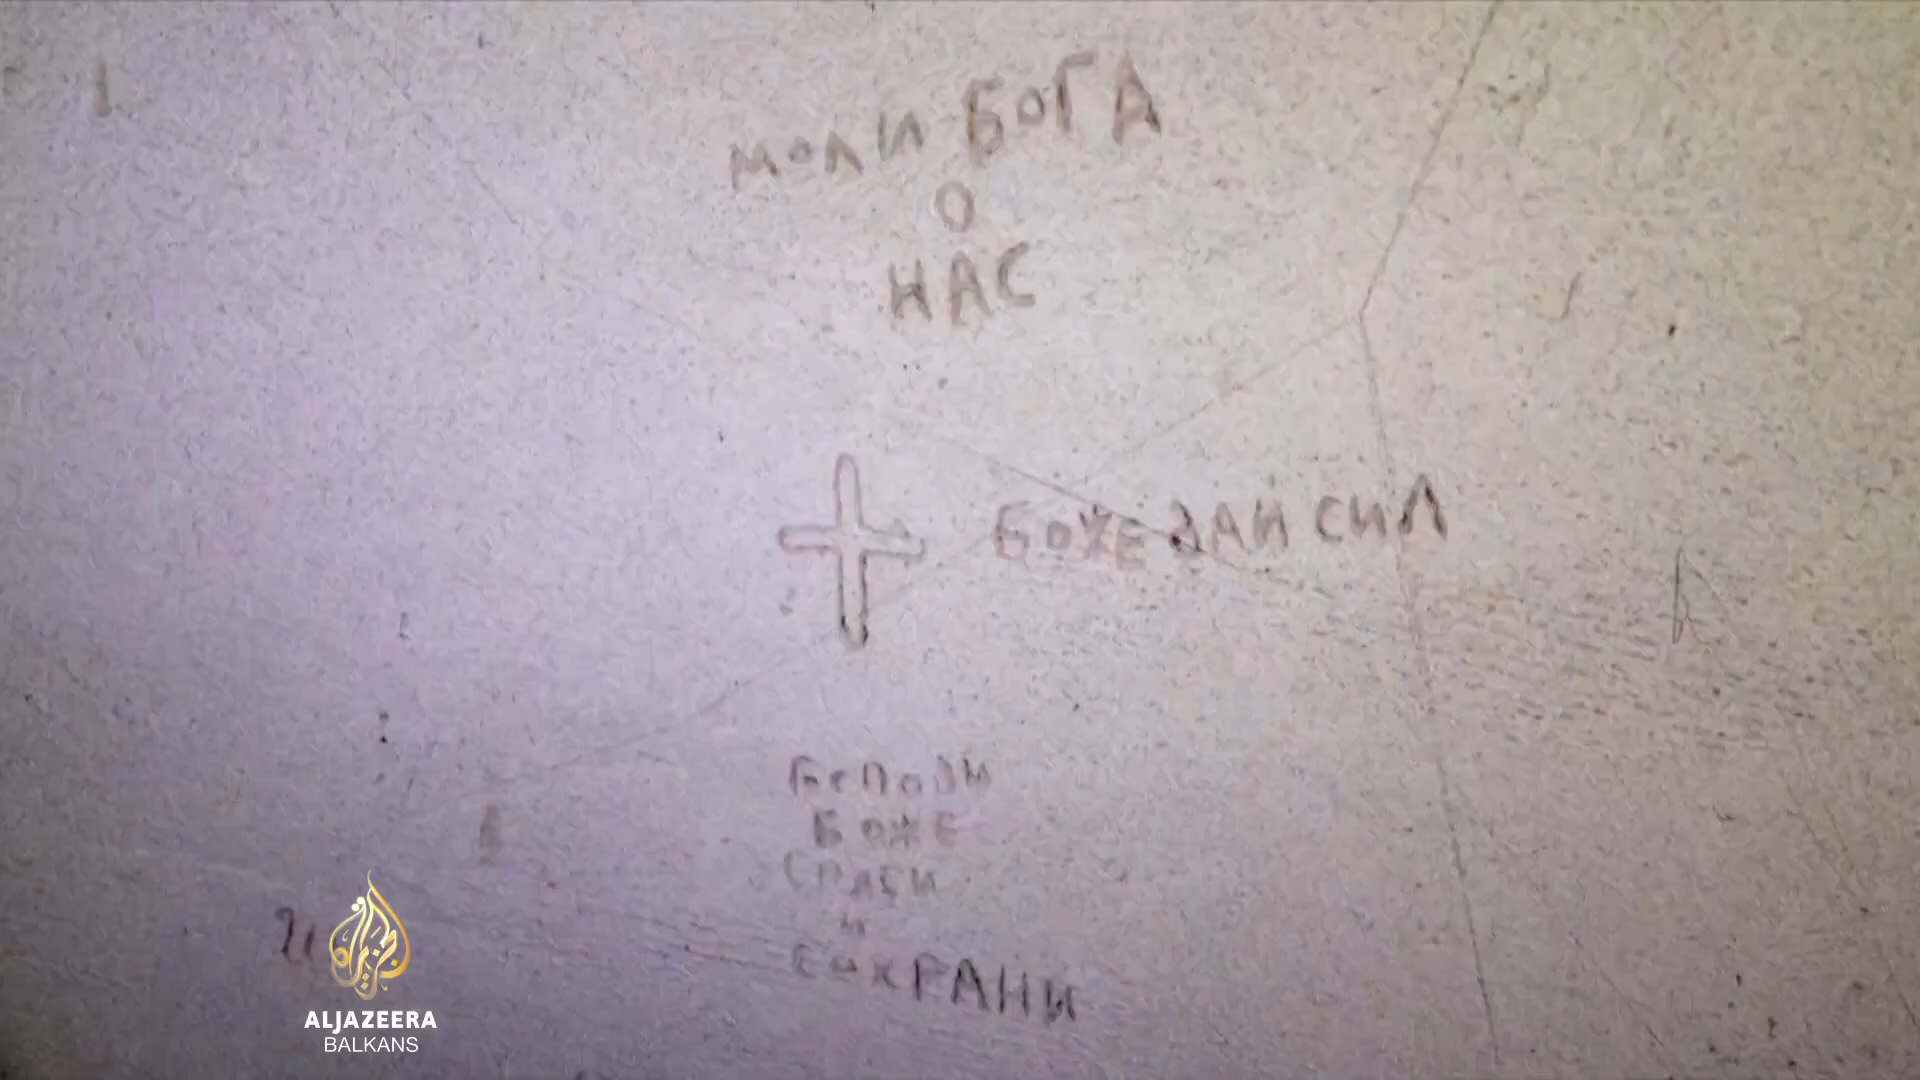 МОЛИ БОГА
О
НАС
БОЖЕ ДАЙ СИЛ
БОЖЕ
СПАСИ
И
СОХРАНИ
ALJAZEERA
BALKANS